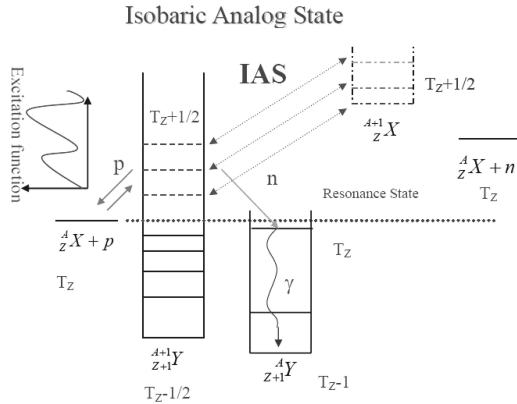 Isobaric Analog State
IAS
Excitation function
T_Z+1/2
T_Z+1/2
^{A+1}_{Z}X
p
n
^{A}_{Z}X + n
T_Z
Resonance State
^{A}_{Z}X + p
T_Z
T_Z
γ
^{A+1}_{Z+1}Y
^{A}_{Z+1}Y
T_Z-1
T_Z-1/2